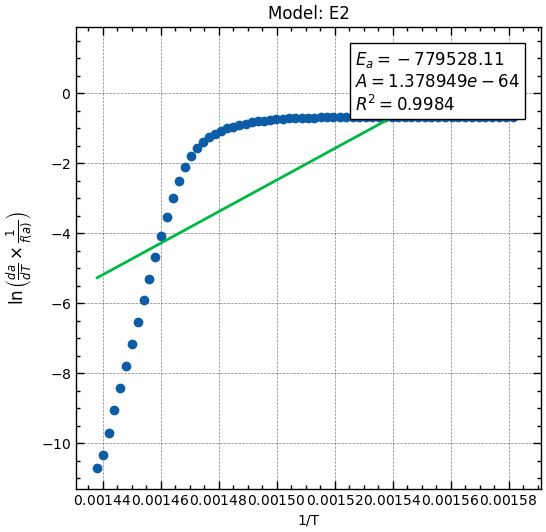 Model: E2
E_a = −779528.11
A = 1.378949e − 64
R^2 = 0.9984
ln(da/dT × 1/f(a))
0
−2
−4
−6
−8
−10
0.00144 0.00146 0.00148 0.00150 0.00152 0.00154 0.00156 0.00158
1/T